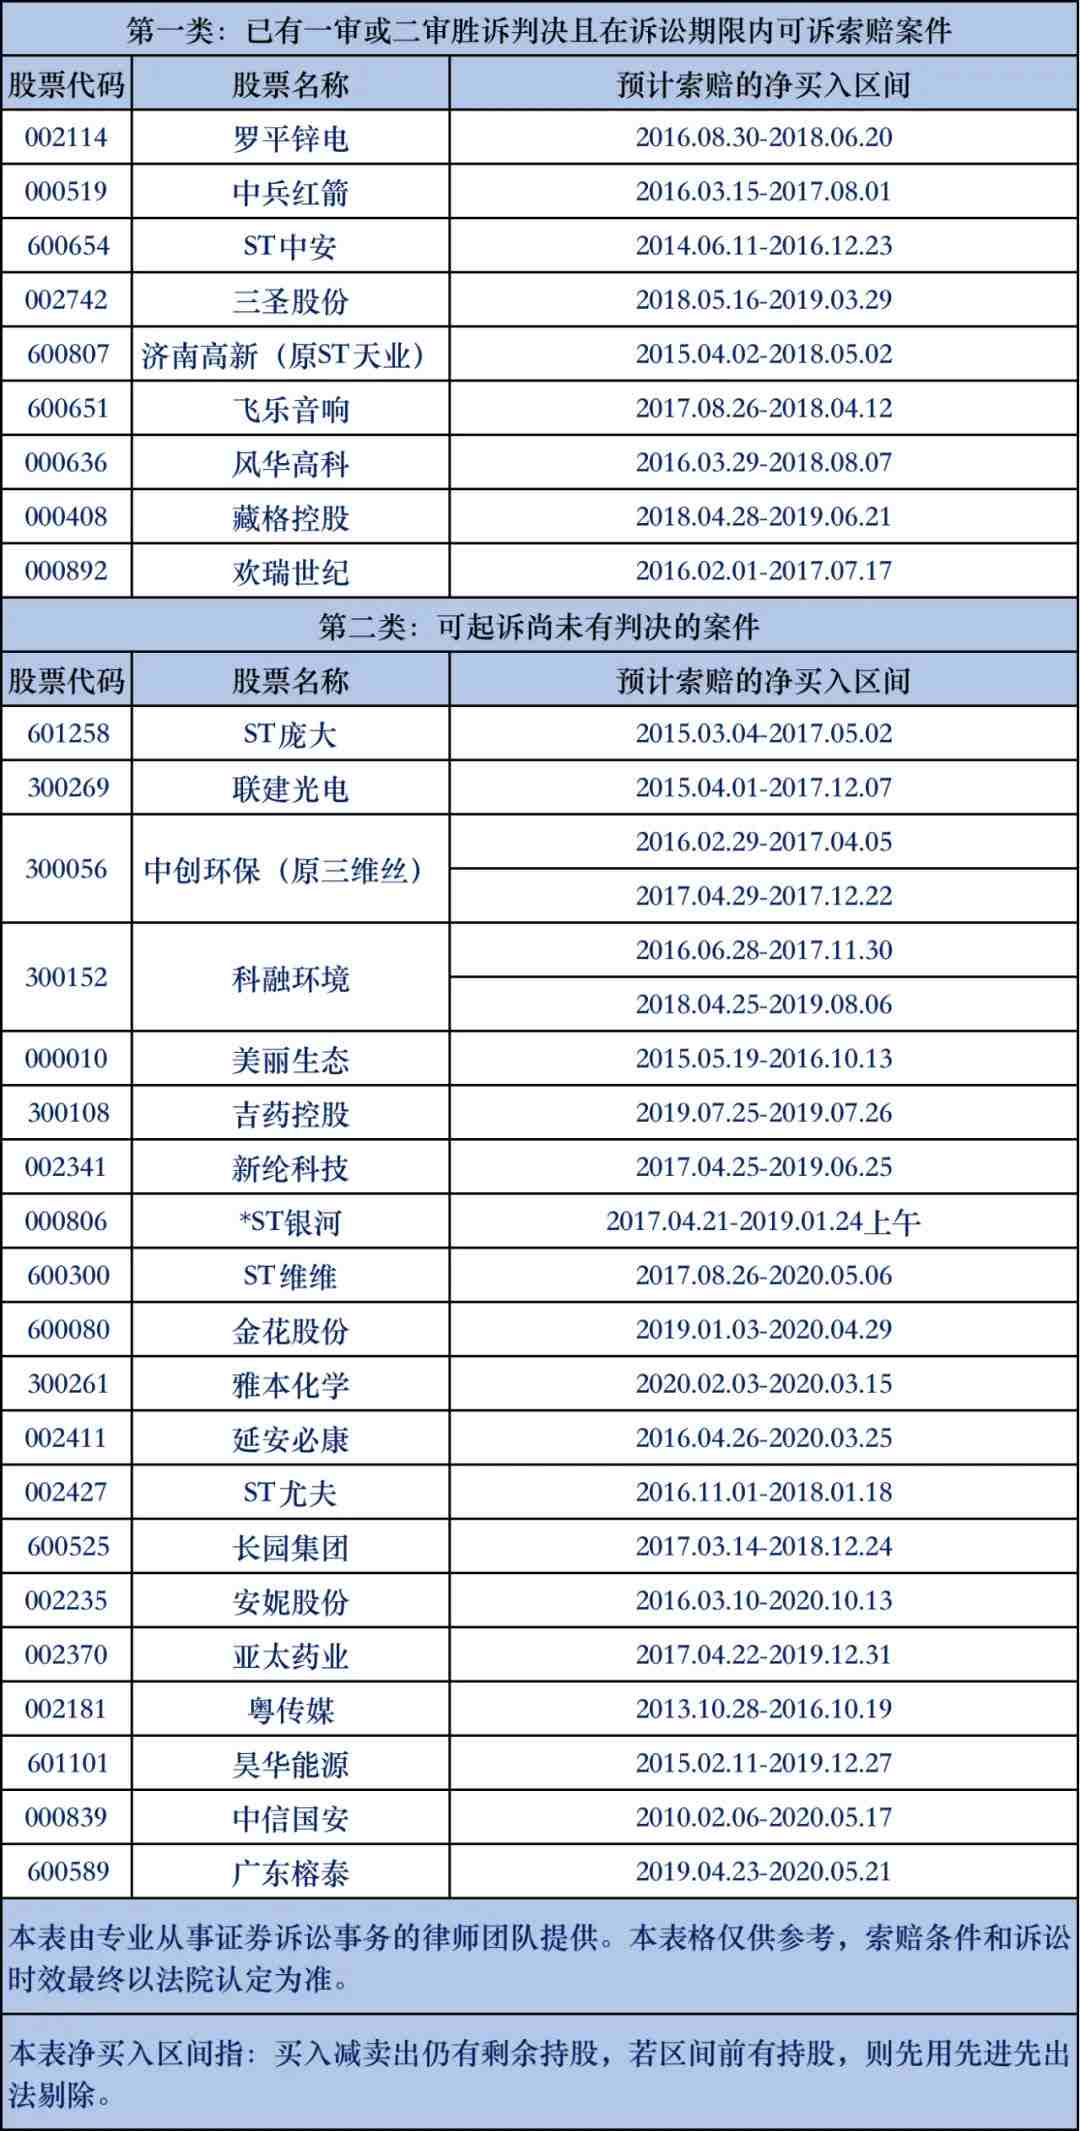 第一类：已有一审或二审胜诉判决且在诉讼期限内可诉索赔案件
股票代码 股票名称 预计索赔的净买入区间
002114 罗平锌电 2016.08.30-2018.06.20
000519 中兵红箭 2016.03.15-2017.08.01
600654 ST中安 2014.06.11-2016.12.23
002742 三圣股份 2018.05.16-2019.03.29
600807 济南高新（原ST天业） 2015.04.02-2018.05.02
600651 飞乐音响 2017.08.26-2018.04.12
000636 风华高科 2016.03.29-2018.08.07
000408 藏格控股 2018.04.28-2019.06.21
000892 欢瑞世纪 2016.02.01-2017.07.17
第二类：可起诉尚未有判决的案件
股票代码 股票名称 预计索赔的净买入区间
601258 ST庞大 2015.03.04-2017.05.02
300269 联建光电 2015.04.01-2017.12.07
300056 中创环保（原三维丝） 2016.02.29-2017.04.05
2017.04.29-2017.12.22
300152 科融环境 2016.06.28-2017.11.30
2018.04.25-2019.08.06
000010 美丽生态 2015.05.19-2016.10.13
300108 吉药控股 2019.07.25-2019.07.26
002341 新纶科技 2017.04.25-2019.06.25
000806 *ST银河 2017.04.21-2019.01.24上午
600300 ST维维 2017.08.26-2020.05.06
600080 金花股份 2019.01.03-2020.04.29
300261 雅本化学 2020.02.03-2020.03.15
002411 延安必康 2016.04.26-2020.03.25
002427 ST尤夫 2016.11.01-2018.01.18
600525 长园集团 2017.03.14-2018.12.24
002235 安妮股份 2016.03.10-2020.10.13
002370 亚太药业 2017.04.22-2019.12.31
002181 粤传媒 2013.10.28-2016.10.19
601101 昊华能源 2015.02.11-2019.12.27
000839 中信国安 2010.02.06-2020.05.17
600589 广东榕泰 2019.04.23-2020.05.21
本表由专业从事证券诉讼事务的律师团队提供。本表格仅供参考，索赔条件和诉讼
时效最终以法院认定为准。
本表净买入区间指：买入减卖出仍有剩余持股，若区间前有持股，则先用先进先出
法剔除。